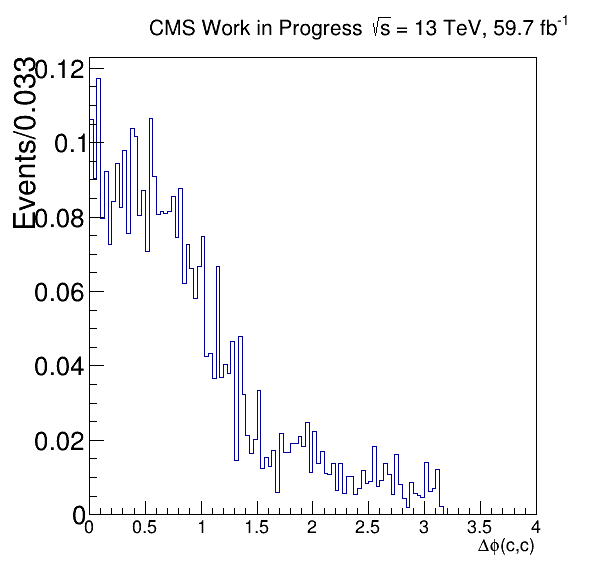 CMS Work in Progress √s = 13 TeV, 59.7 fb⁻¹
Events/0.033
0.12
0.1
0.08
0.06
0.04
0.02
0
0 0.5 1 1.5 2 2.5 3 3.5 4
Δϕ(c,c)